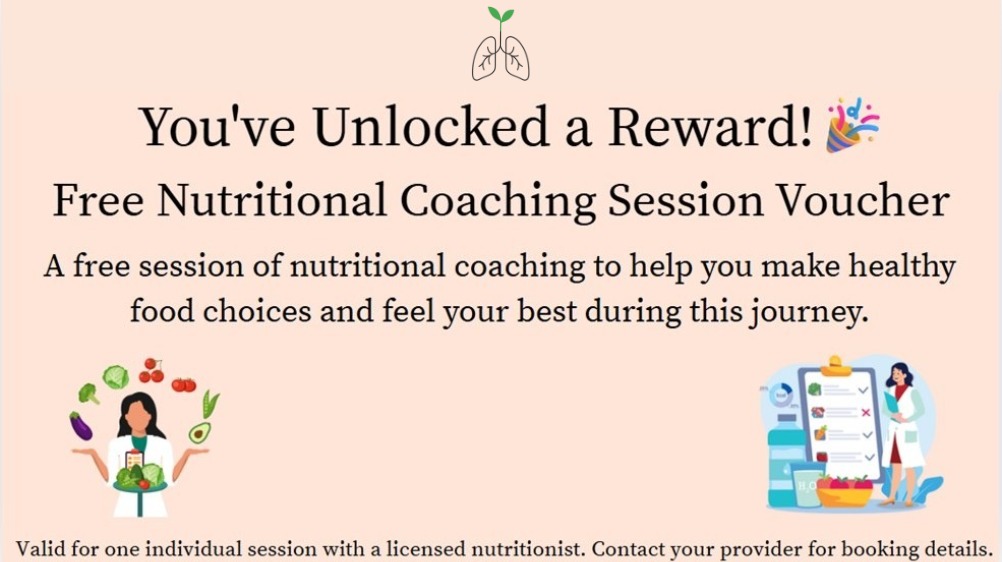 You've Unlocked a Reward!
Free Nutritional Coaching Session Voucher
A free session of nutritional coaching to help you make healthy
food choices and feel your best during this journey.
H₂O
Valid for one individual session with a licensed nutritionist. Contact your provider for booking details.